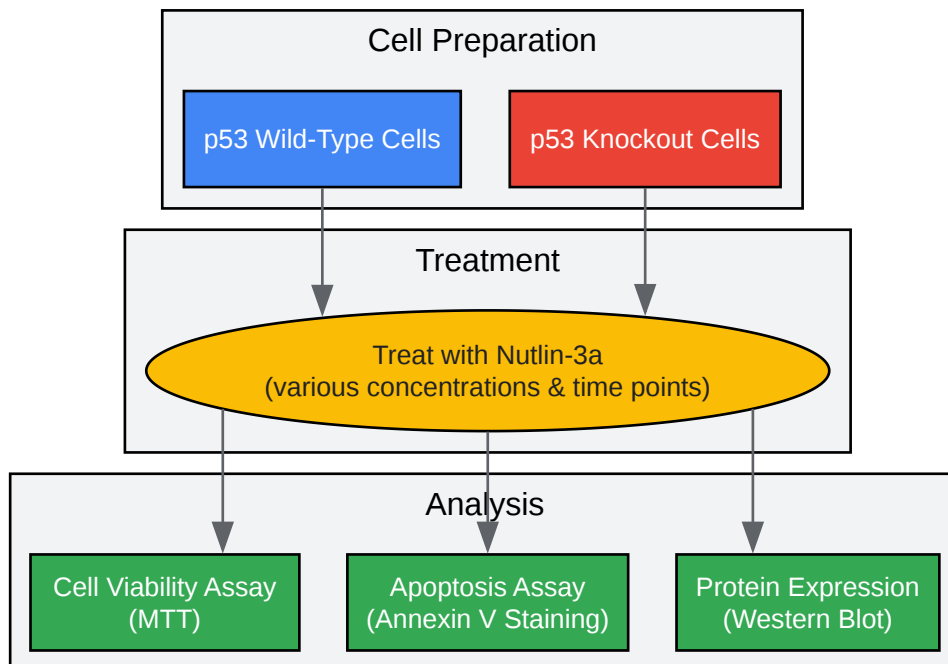 Cell Preparation
p53 Wild-Type Cells
p53 Knockout Cells
Treatment
Treat with Nutlin-3a
(various concentrations & time points)
Analysis
Cell Viability Assay
(MTT)
Apoptosis Assay
(Annexin V Staining)
Protein Expression
(Western Blot)